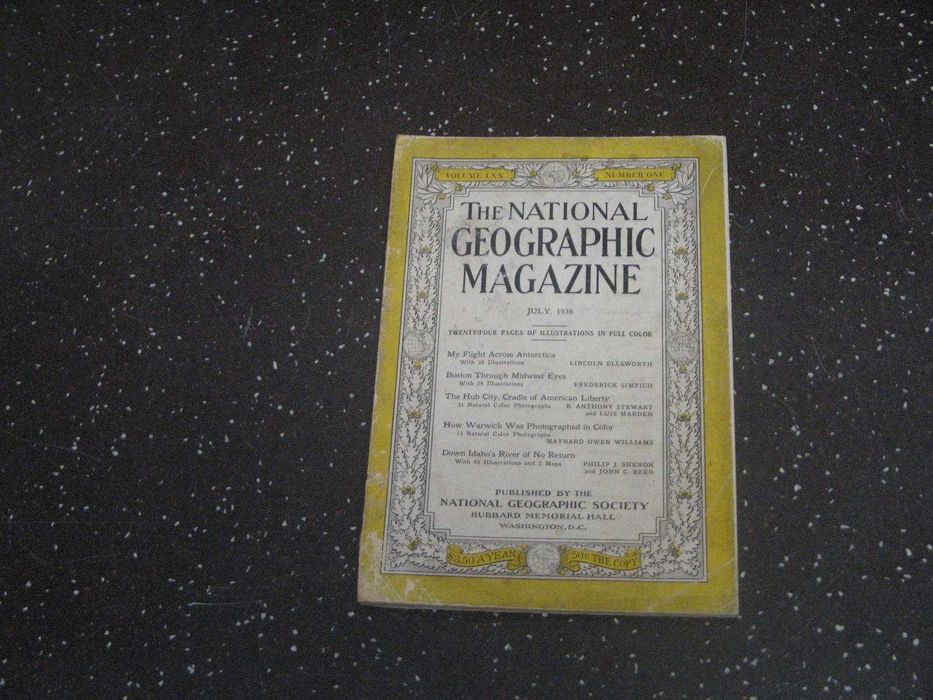 VOLUME LXX
NUMBER ONE
THE NATIONAL
GEOGRAPHIC
MAGAZINE
JULY, 1936
TWENTY-FOUR PAGES OF ILLUSTRATIONS IN FULL COLOR
My Flight Across Antarctica
With 34 Illustrations LINCOLN ELLSWORTH
Boston Through Midwest Eyes
With 24 Illustrations FREDERICK SIMPICH
The Hub City, Cradle of American Liberty
31 Natural Color Photographs B. ANTHONY STEWART
and LUIS MARDEN
How Warwick Was Photographed in Color
13 Natural Color Photographs
MAYNARD OWEN WILLIAMS
Down Idaho's River of No Return
With 43 Illustrations and 2 Maps PHILIP J. SHENON
and JOHN C. REED
PUBLISHED BY THE
NATIONAL GEOGRAPHIC SOCIETY
HUBBARD MEMORIAL HALL
WASHINGTON, D.C.
$3.50 A YEAR
50¢ THE COPY